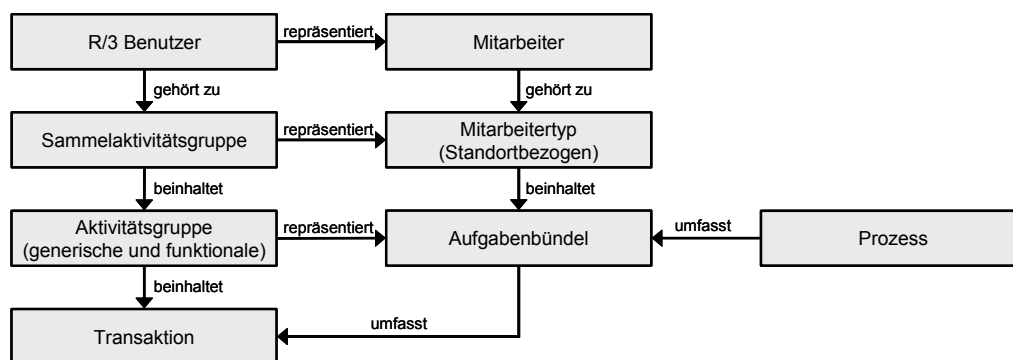 R/3 Benutzer
repräsentiert
Mitarbeiter
gehört zu
gehört zu
Sammelaktivitätsgruppe
repräsentiert
Mitarbeitertyp
(Standortbezogen)
beinhaltet
beinhaltet
Aktivitätsgruppe
(generische und funktionale)
repräsentiert
Aufgabenbündel
umfasst
Prozess
beinhaltet
Transaktion
umfasst